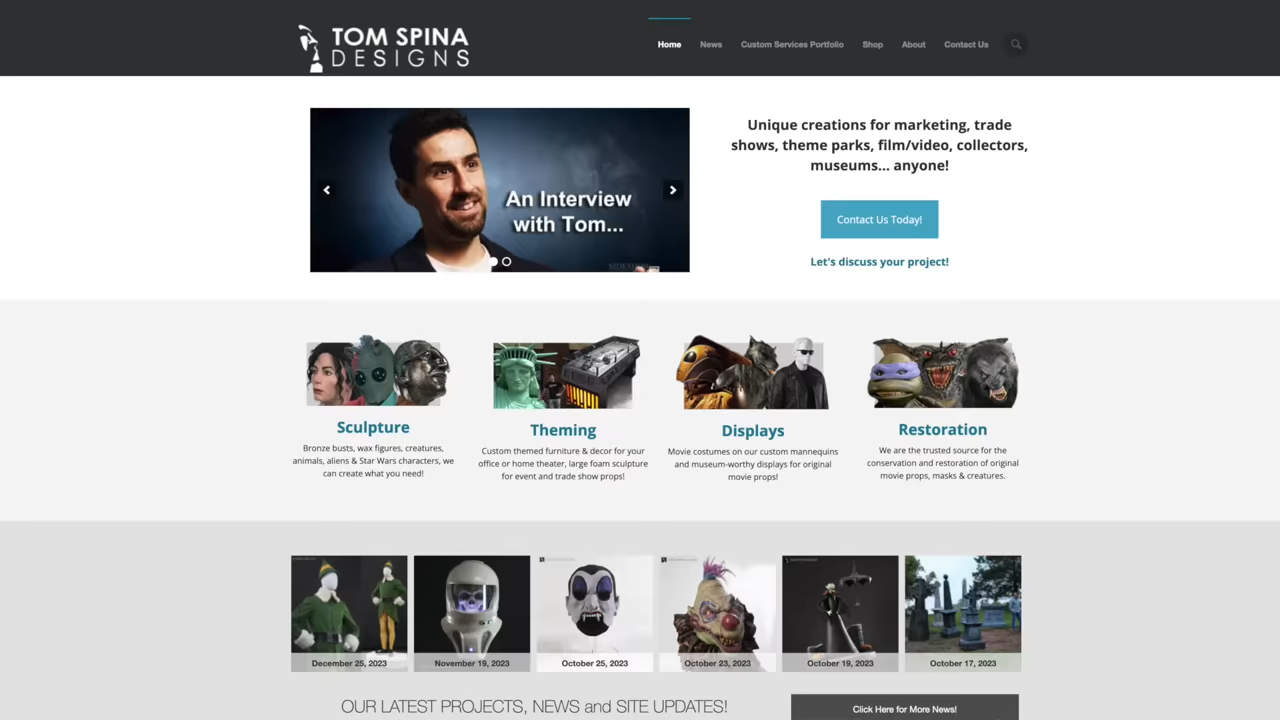 TOM SPINA
DESIGNS
Home
News
Custom Services Portfolio
Shop
About
Contact Us
An Interview
with Tom...
Unique creations for marketing, trade
shows, theme parks, film/video, collectors,
museums... anyone!
Contact Us Today!
Let's discuss your project!
Sculpture
Bronze busts, wax figures, creatures,
animals, aliens & Star Wars characters, we
can create what you need!
Theming
Custom themed furniture & decor for your
office or home theater, large foam sculpture
for event and trade show props!
Displays
Movie costumes on our custom mannequins
and museum-worthy displays for original
movie props!
Restoration
We are the trusted source for the
conservation and restoration of original
movie props, masks & creatures.
December 25, 2023
November 19, 2023
October 25, 2023
October 23, 2023
October 19, 2023
October 17, 2023
OUR LATEST PROJECTS, NEWS and SITE UPDATES!
Click Here for More News!